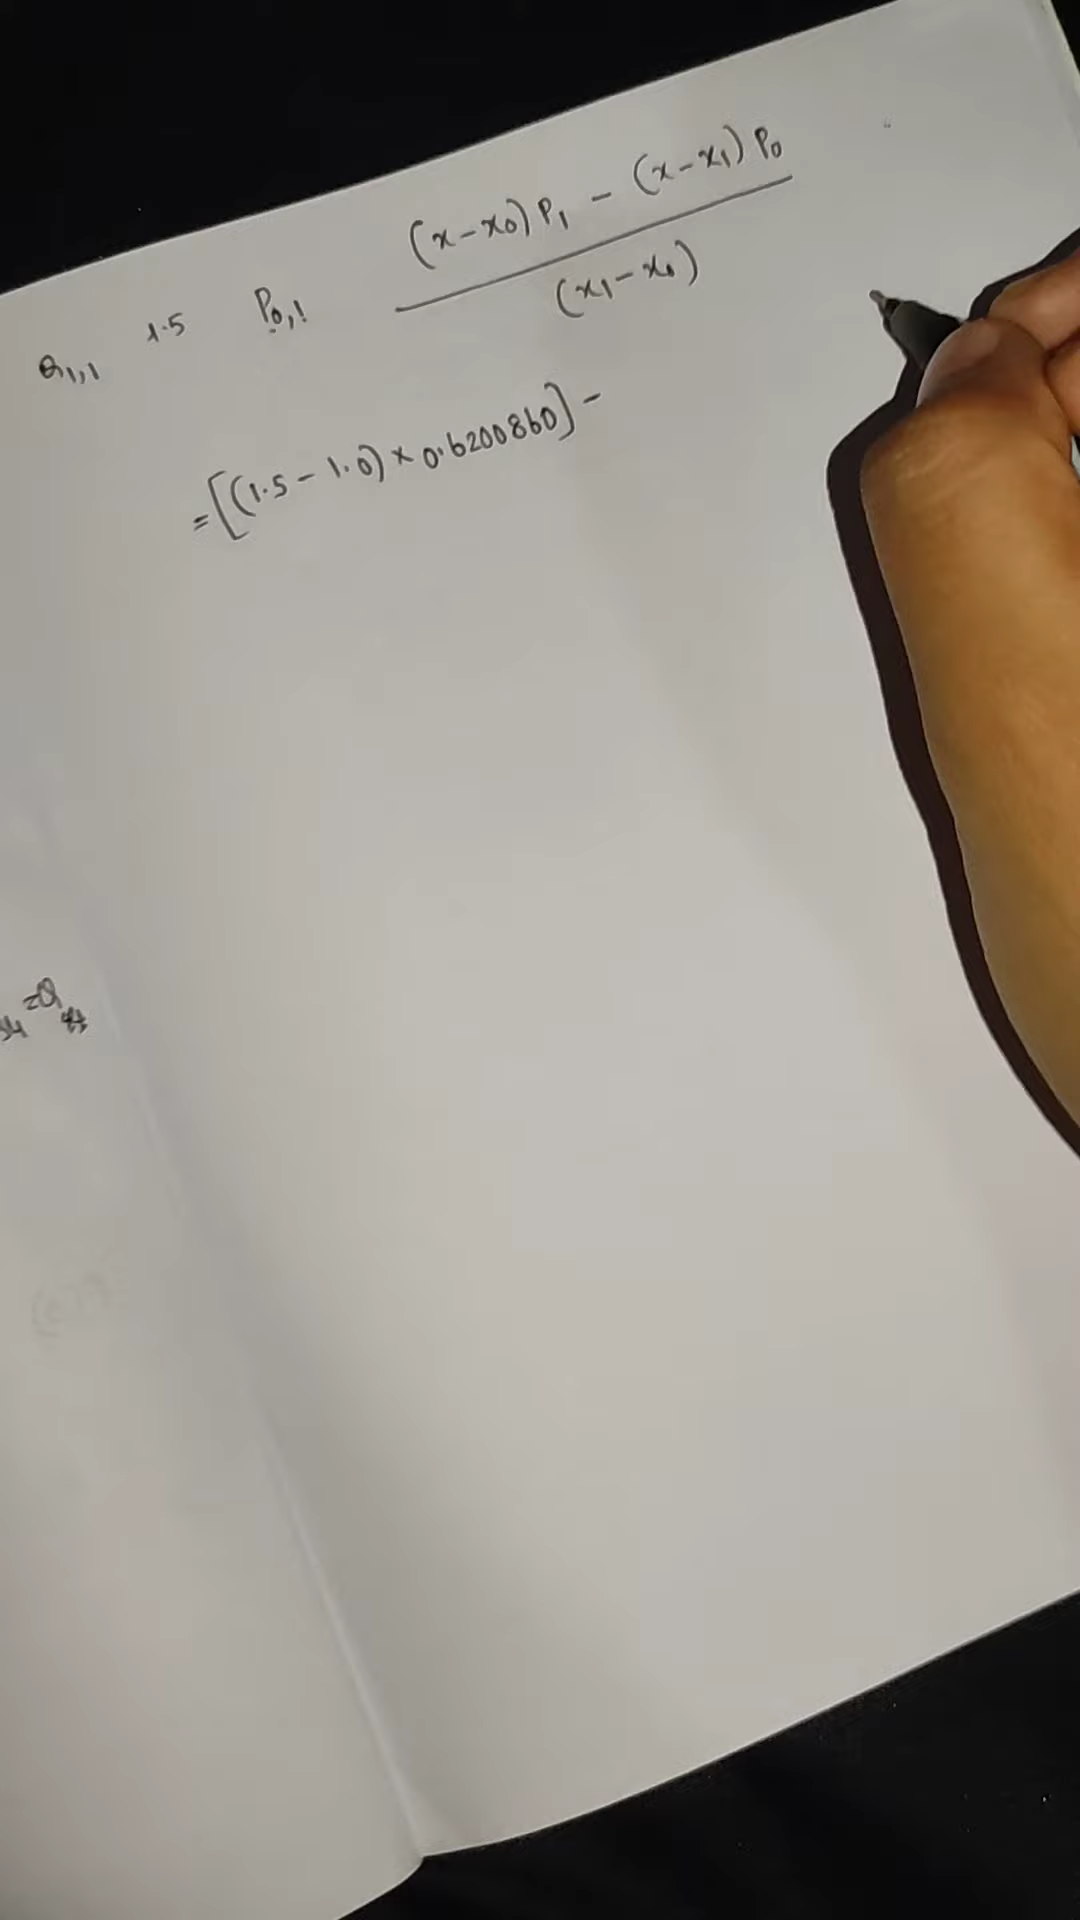 Q1,1 1.5 P0,1 (x-x0)P1 - (x-x1)P0
(x1-x0)
=[(1.5-1.0)×0.6200860]-
=Q